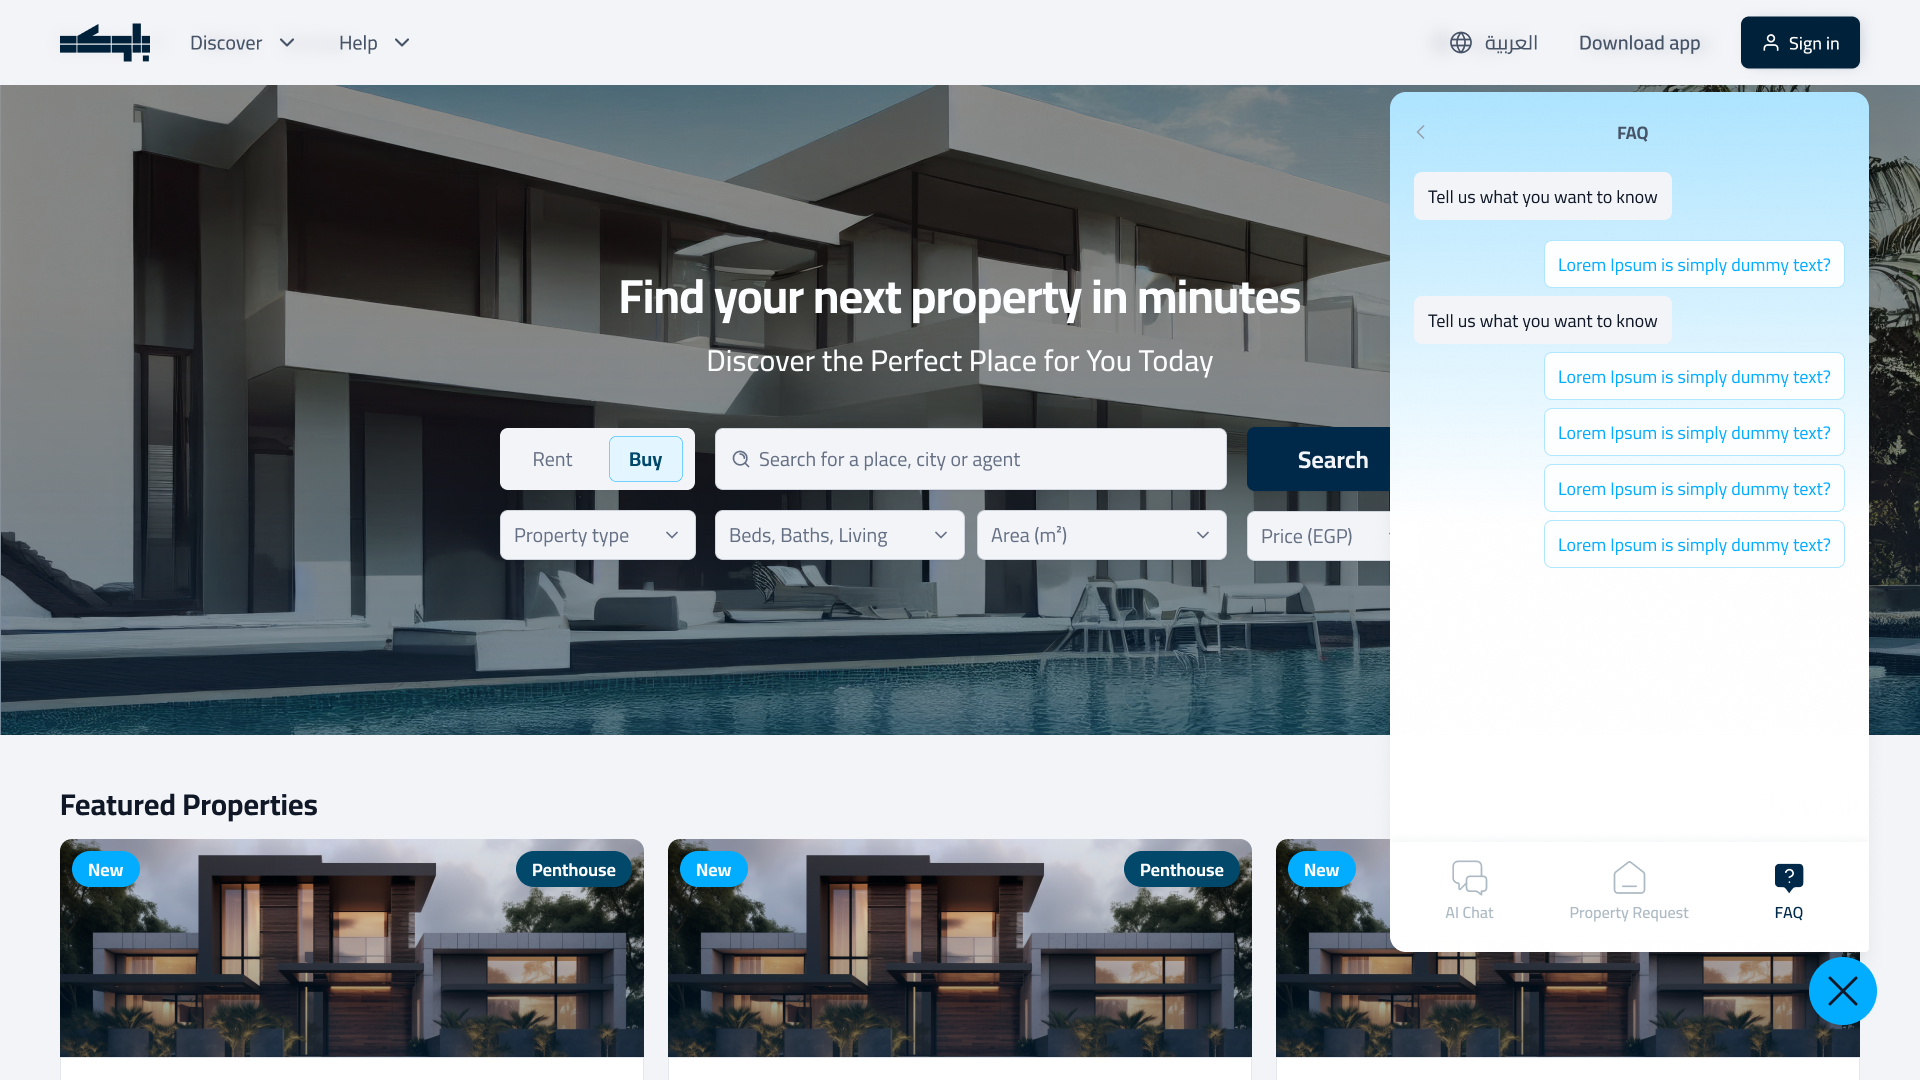 بلوك
Discover
Help
العربية
Download app
Sign in
Find your next property in minutes
Discover the Perfect Place for You Today
Rent
Buy
Search for a place, city or agent
Search
Property type
Beds, Baths, Living
Area (m²)
Price (EGP)
FAQ
Tell us what you want to know
Lorem Ipsum is simply dummy text?
Tell us what you want to know
Lorem Ipsum is simply dummy text?
Lorem Ipsum is simply dummy text?
Lorem Ipsum is simply dummy text?
Lorem Ipsum is simply dummy text?
AI Chat
Property Request
FAQ
Featured Properties
New
Penthouse
New
Penthouse
New